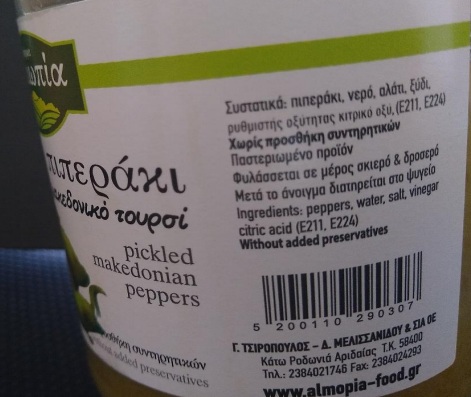 πιπεράκι
τουρσί
pickled
makedonian
peppers
συντηρητικών
added preservatives
Συστατικά: πιπεράκι, νερό, αλάτι, ξύδι,
ρυθμιστής οξύτητας κιτρικό οξυ, (E211, E224)
Χωρίς προσθήκη συντηρητικών
Παστεριωμένο προϊόν
Φυλάσσεται σε μέρος σκιερό & δροσερό
Μετά το άνοιγμα διατηρείται στο ψυγείο
Ingredients: peppers, water, salt, vinegar
citric acid (E211, E224)
Without added preservatives
5 200110 290307
Γ. ΤΣΙΡΟΠΟΥΛΟΣ – Δ. ΜΕΛΙΣΣΑΝΙΔΟΥ & ΣΙΑ ΟΕ
Κάτω Ροδωνιά Αριδαίας Τ.Κ. 58400
Τηλ.: 2384021746 Fax: 2384024293
www.almopia-food.gr